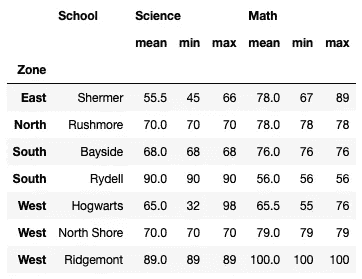 School Science Math
mean min max mean min max
Zone
East Shermer 55.5 45 66 78.0 67 89
North Rushmore 70.0 70 70 78.0 78 78
South Bayside 68.0 68 68 76.0 76 76
South Rydell 90.0 90 90 56.0 56 56
West Hogwarts 65.0 32 98 65.5 55 76
West North Shore 70.0 70 70 79.0 79 79
West Ridgemont 89.0 89 89 100.0 100 100